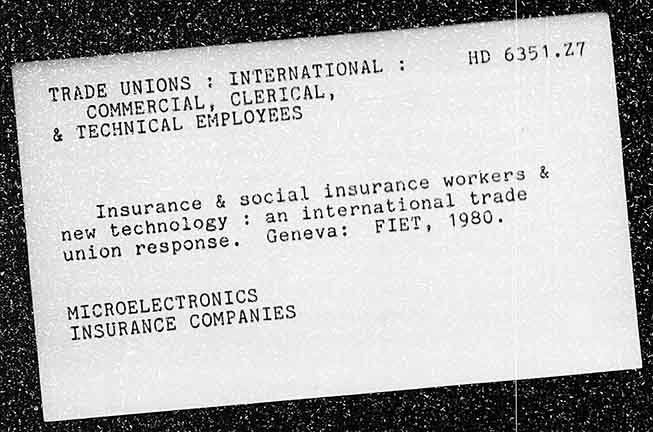 TRADE UNIONS : INTERNATIONAL : HD 6351.Z7
COMMERCIAL, CLERICAL,
& TECHNICAL EMPLOYEES
Insurance & social insurance workers &
new technology : an international trade
union response. Geneva: FIET, 1980.
MICROELECTRONICS
INSURANCE COMPANIES